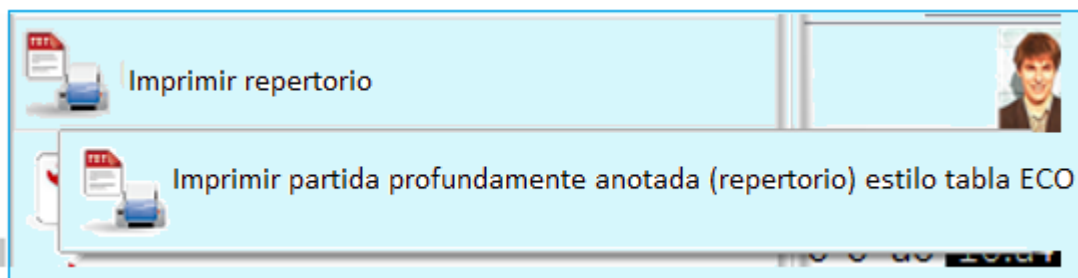 Imprimir repertorio
Imprimir partida profundamente anotada (repertorio) estilo tabla ECO